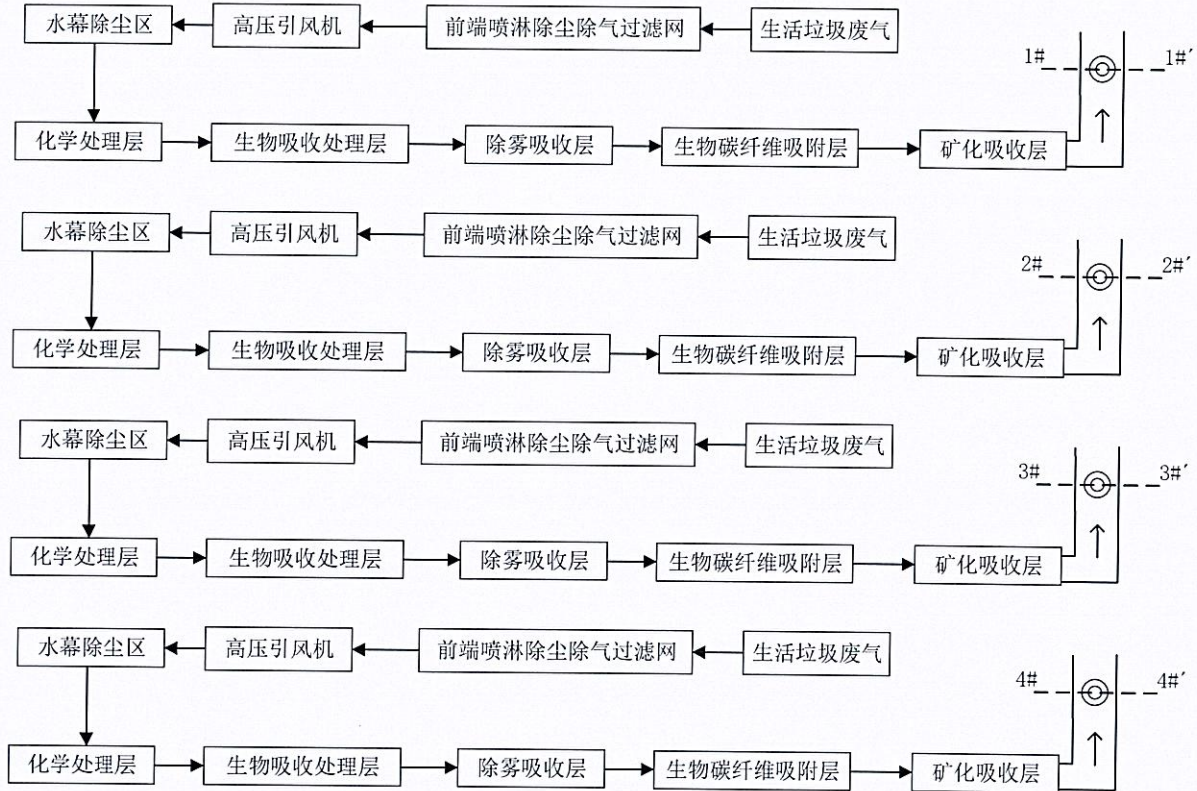 水幕除尘区 高压引风机 前端喷淋除尘除气过滤网 生活垃圾废气
1# 1#′
化学处理层 生物吸收处理层 除雾吸收层 生物碳纤维吸附层 矿化吸收层
水幕除尘区 高压引风机 前端喷淋除尘除气过滤网 生活垃圾废气
2# 2#′
化学处理层 生物吸收处理层 除雾吸收层 生物碳纤维吸附层 矿化吸收层
水幕除尘区 高压引风机 前端喷淋除尘除气过滤网 生活垃圾废气
3# 3#′
化学处理层 生物吸收处理层 除雾吸收层 生物碳纤维吸附层 矿化吸收层
水幕除尘区 高压引风机 前端喷淋除尘除气过滤网 生活垃圾废气
4# 4#′
化学处理层 生物吸收处理层 除雾吸收层 生物碳纤维吸附层 矿化吸收层